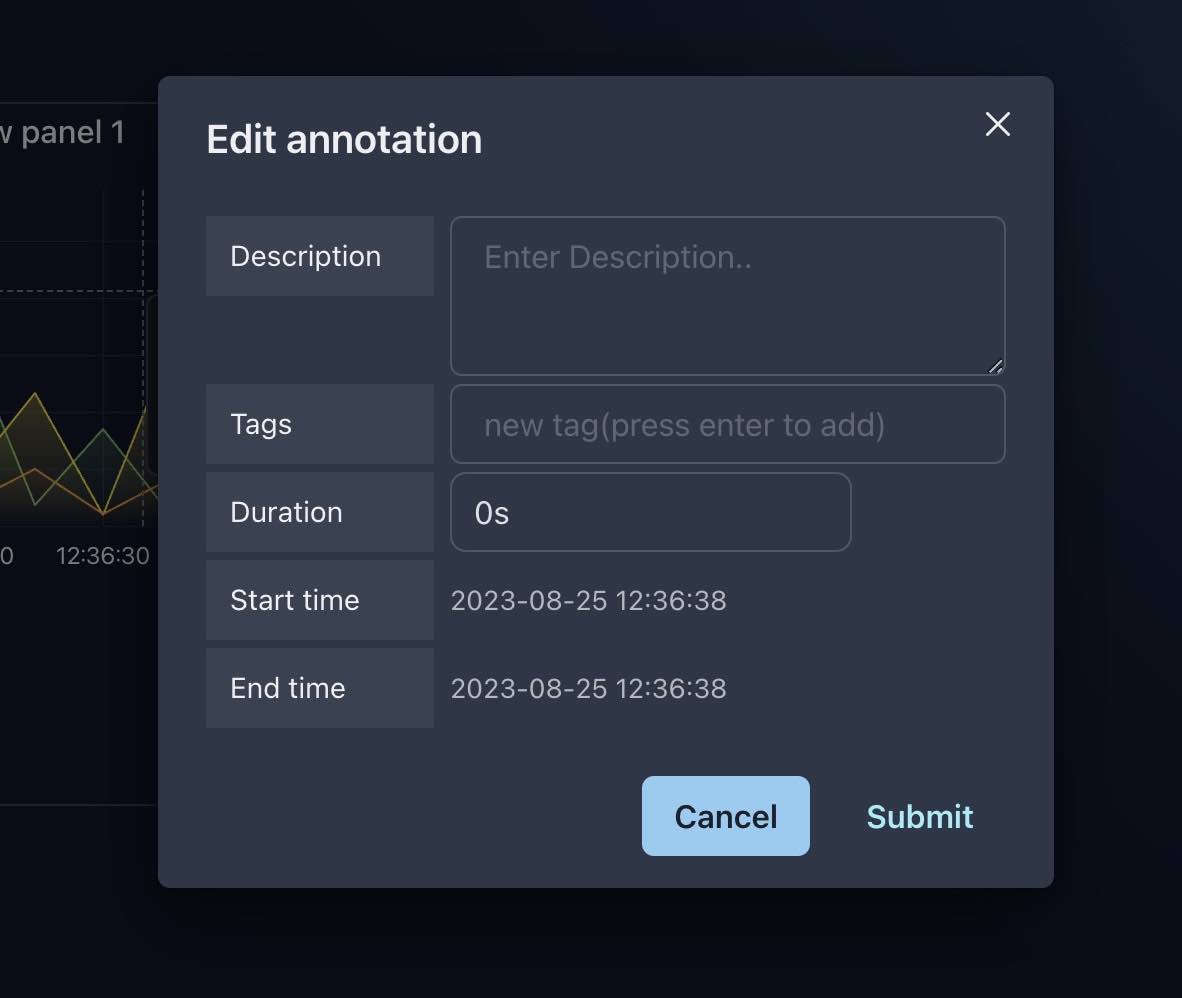 panel 1
Edit annotation
Description
Enter Description..
Tags
new tag(press enter to add)
Duration
0s
Start time
2023-08-25 12:36:38
End time
2023-08-25 12:36:38
0
12:36:30
Cancel
Submit